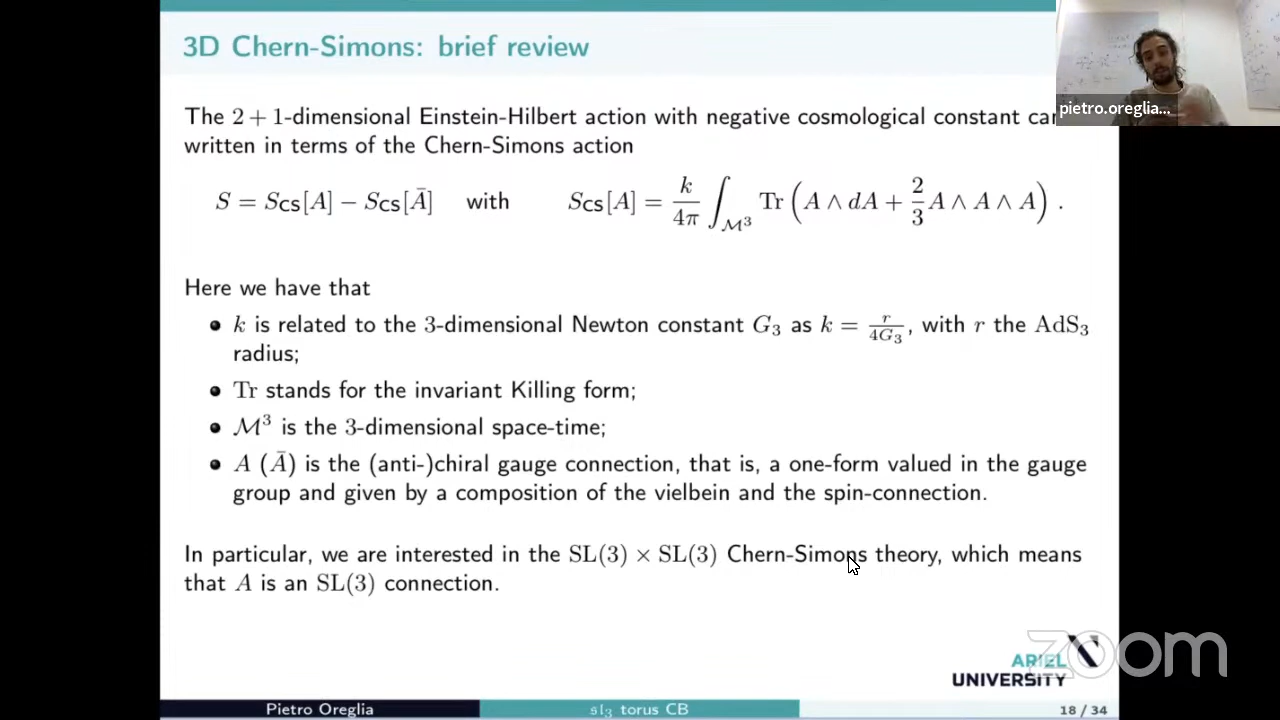 3D Chern-Simons: brief review
pietro.oreglia...
The 2 + 1-dimensional Einstein-Hilbert action with negative cosmological constant ca
written in terms of the Chern-Simons action
S = S_CS[A] − S_CS[Ā] with S_CS[A] = k/4π ∫_{M³} Tr (A ∧ dA + 2/3 A ∧ A ∧ A) .
Here we have that
• k is related to the 3-dimensional Newton constant G₃ as k = r/4G₃, with r the AdS₃
radius;
• Tr stands for the invariant Killing form;
• M³ is the 3-dimensional space-time;
• A (Ā) is the (anti-)chiral gauge connection, that is, a one-form valued in the gauge
group and given by a composition of the vielbein and the spin-connection.
In particular, we are interested in the SL(3) × SL(3) Chern-Simons theory, which means
that A is an SL(3) connection.
zoom
ARIEL
UNIVERSITY
Pietro Oreglia
sl₃ torus CB
18 / 34